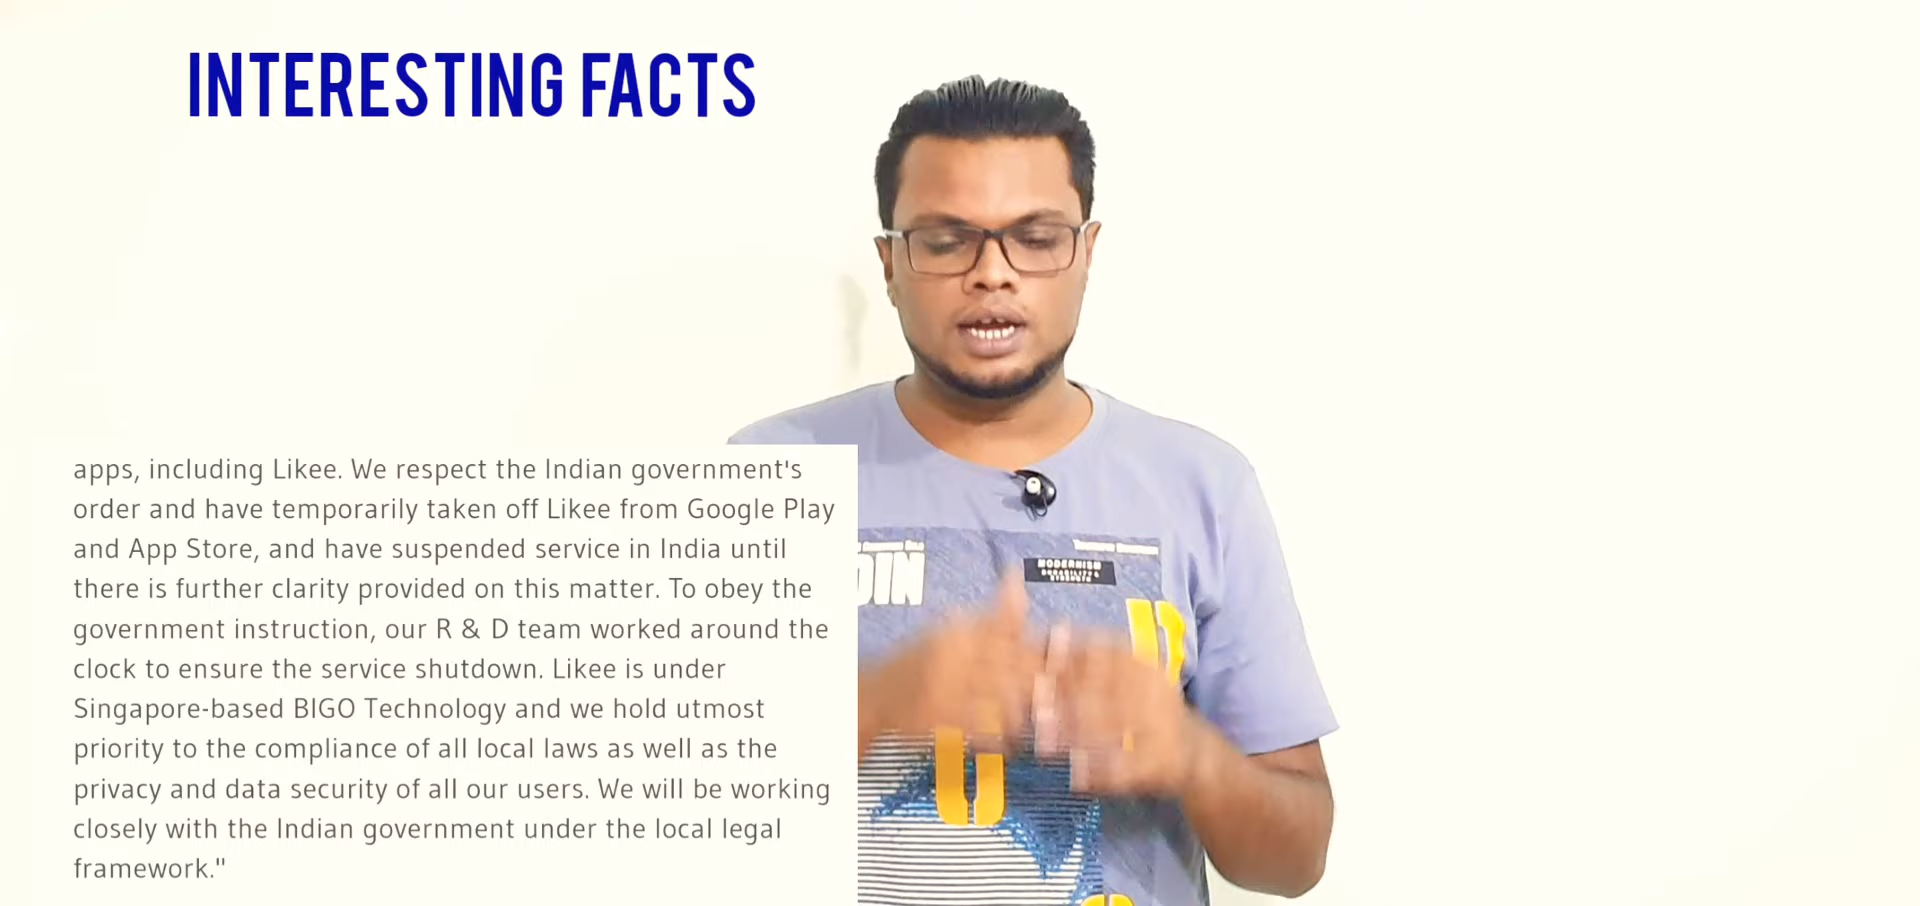 INTERESTING FACTS
apps, including Likee. We respect the Indian government's
order and have temporarily taken off Likee from Google Play
and App Store, and have suspended service in India until
there is further clarity provided on this matter. To obey the
government instruction, our R & D team worked around the
clock to ensure the service shutdown. Likee is under
Singapore-based BIGO Technology and we hold utmost
priority to the compliance of all local laws as well as the
privacy and data security of all our users. We will be working
closely with the Indian government under the local legal
framework."
MODERNISM